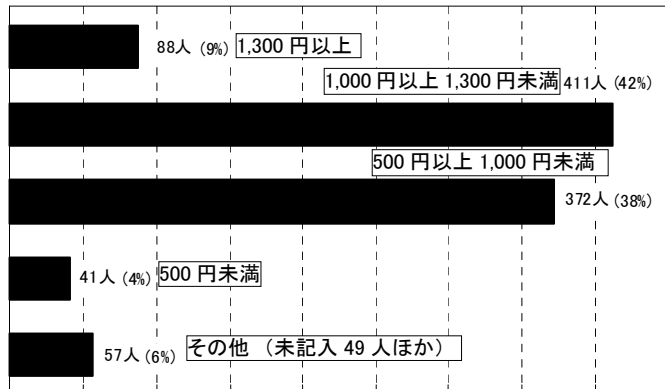 88人 (9%) 1,300 円以上
1,000 円以上 1,300 円未満 411人 (42%)
500 円以上 1,000 円未満
372人 (38%)
41人 (4%) 500 円未満
57人 (6%) その他 （未記入 49 人ほか）